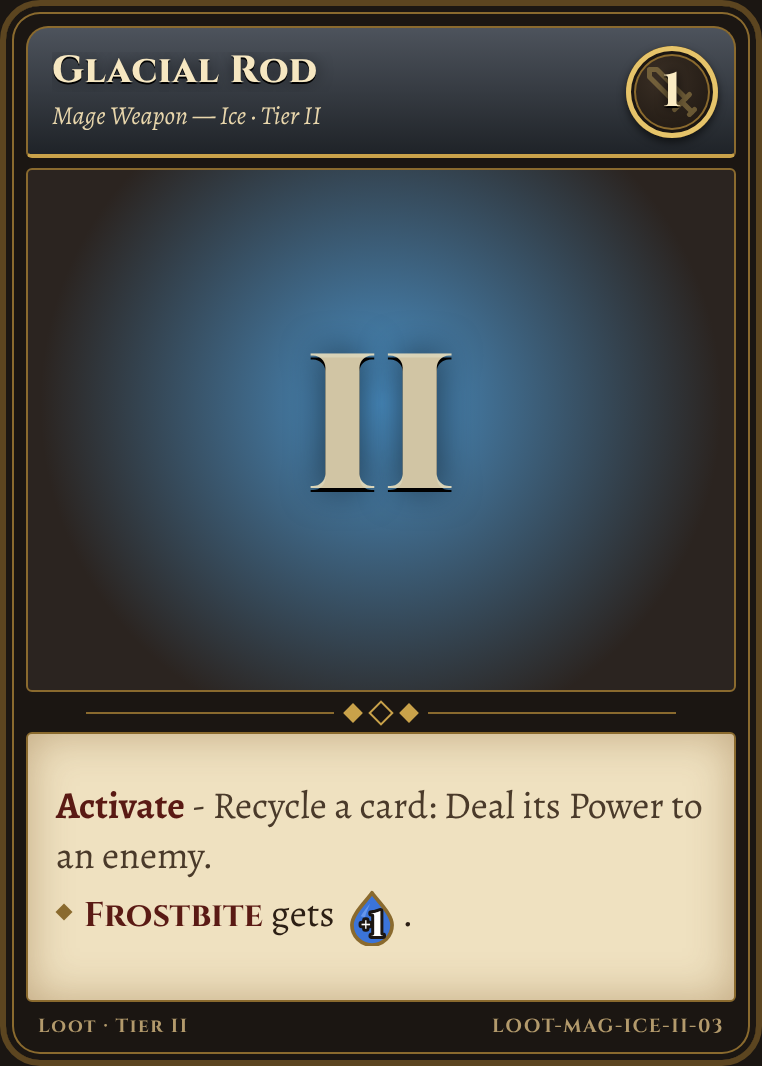 Glacial Rod
1
Mage Weapon — Ice · Tier II
II
Activate - Recycle a card: Deal its Power to
an enemy.
Frostbite gets +1 .
Loot · Tier II
LOOT-MAG-ICE-II-03